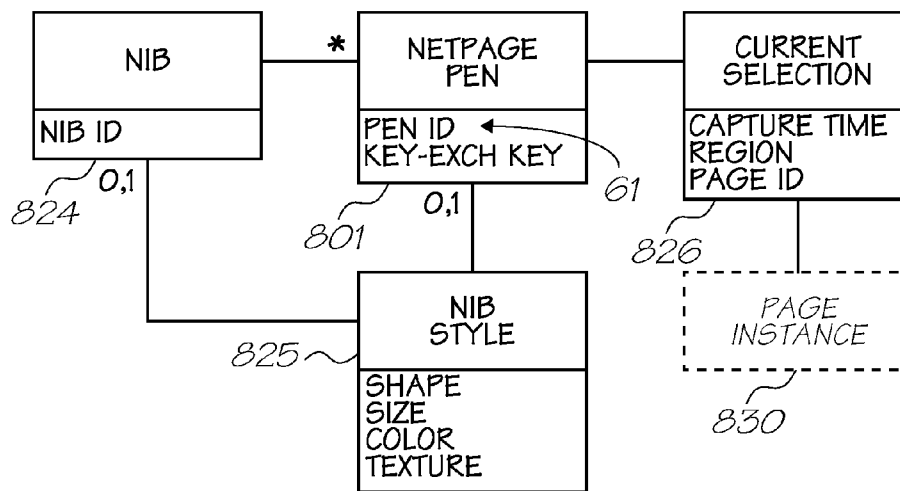 NIB
NIB ID
824
0,1
*
NETPAGE
PEN
PEN ID
KEY-EXCH KEY
61
801
0,1
CURRENT
SELECTION
CAPTURE TIME
REGION
PAGE ID
826
NIB
STYLE
825
SHAPE
SIZE
COLOR
TEXTURE
PAGE
INSTANCE
830